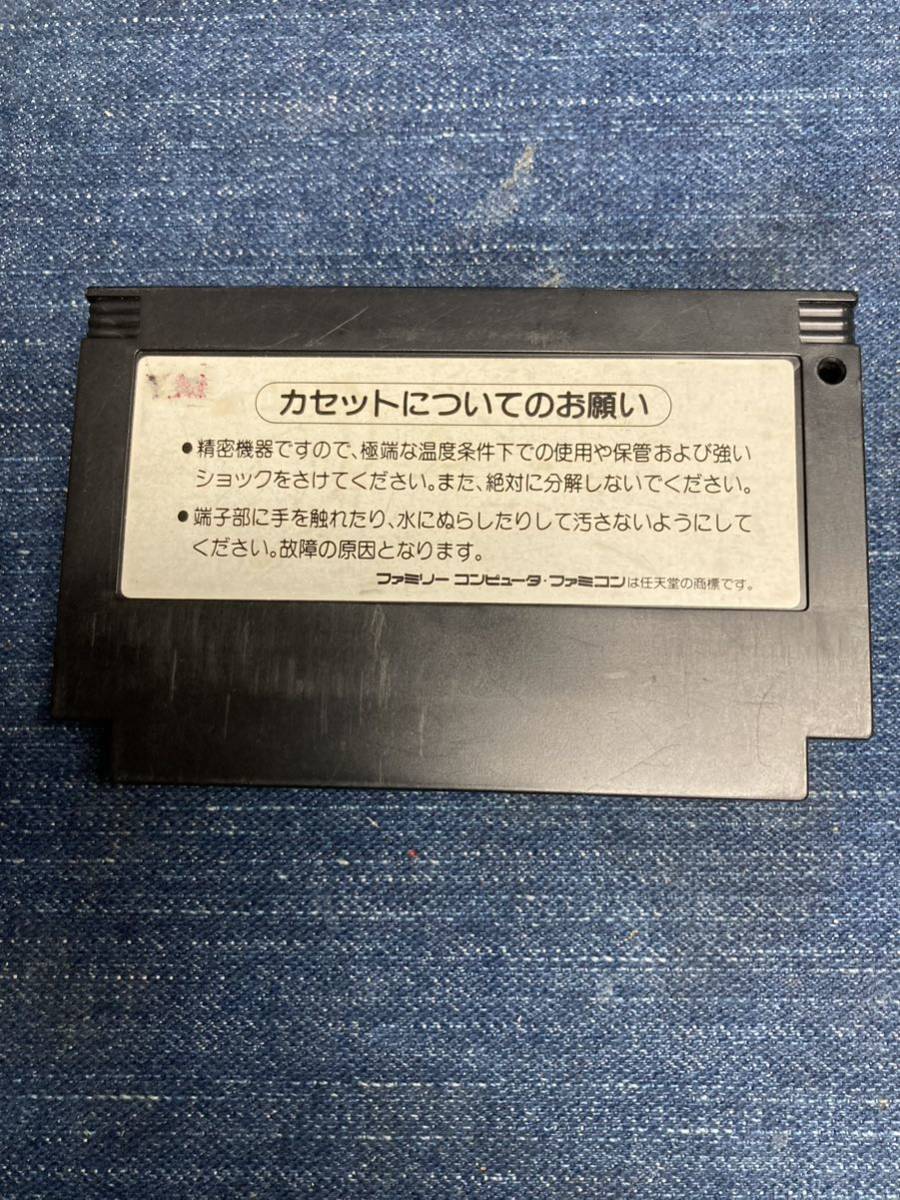 カセットについてのお願い
●精密機器ですので、極端な温度条件下での使用や保管および強い
ショックをさけてください。また、絶対に分解しないでください。
●端子部に手を触れたり、水にぬらしたりして汚さないようにして
ください。故障の原因となります。
ファミリー コンピュータ・ファミコンは任天堂の商標です。